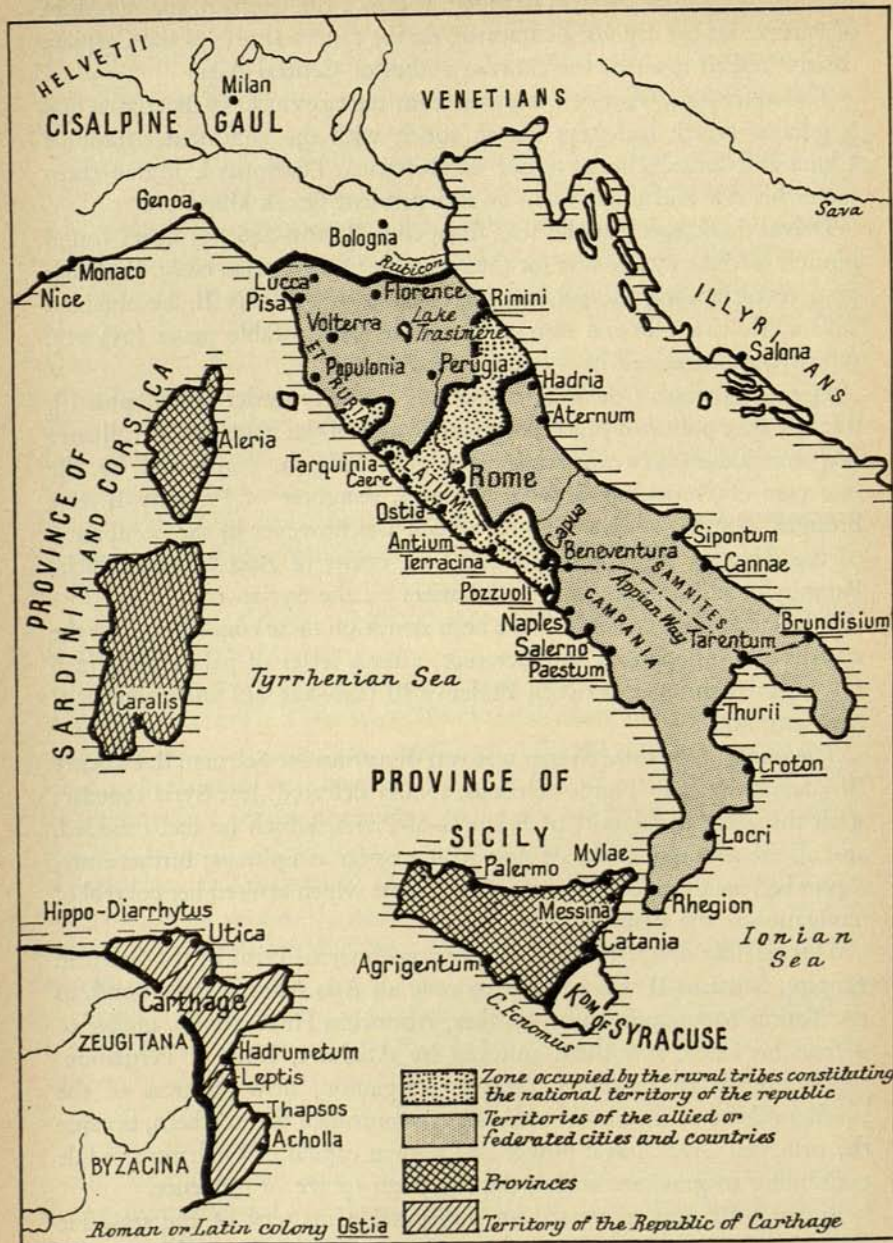 HELVETII
Milan
CISALPINE GAUL
VENETIANS
Genoa
Bologna
Sava
Rubicon
Monaco
Nice
Lucca
Pisa
Florence
Rimini
Lake
Trasimene
Volterra
ILLYRIANS
Salona
Populonia
Perugia
ETRURIA
Hadria
Aternum
PROVINCE OF
SARDINIA AND CORSICA
Aleria
Tarquinia
Caere
LATIUM
Rome
Ostia
Antium
Terracina
Capua
Beneventura
Sipontum
Cannae
SAMNITES
Appian Way
CAMPANIA
Pozzuoli
Naples
Salerno
Paestum
Brundisium
Tarentum
Tyrrhenian Sea
Caralis
Thurii
Croton
PROVINCE OF
SICILY
Locri
Palermo
Mylae
Messina
Rhegion
Hippo-Diarrhytus
Utica
Catania
Ionian
Sea
Agrigentum
Carthage
C. Ecnomus
KDM OF SYRACUSE
ZEUGITANA
Hadrumetum
Leptis
Thapsos
Acholla
BYZACINA
Zone occupied by the rural tribes constituting
the national territory of the republic
Territories of the allied or
federated cities and countries
Provinces
Roman or Latin colony Ostia
Territory of the Republic of Carthage